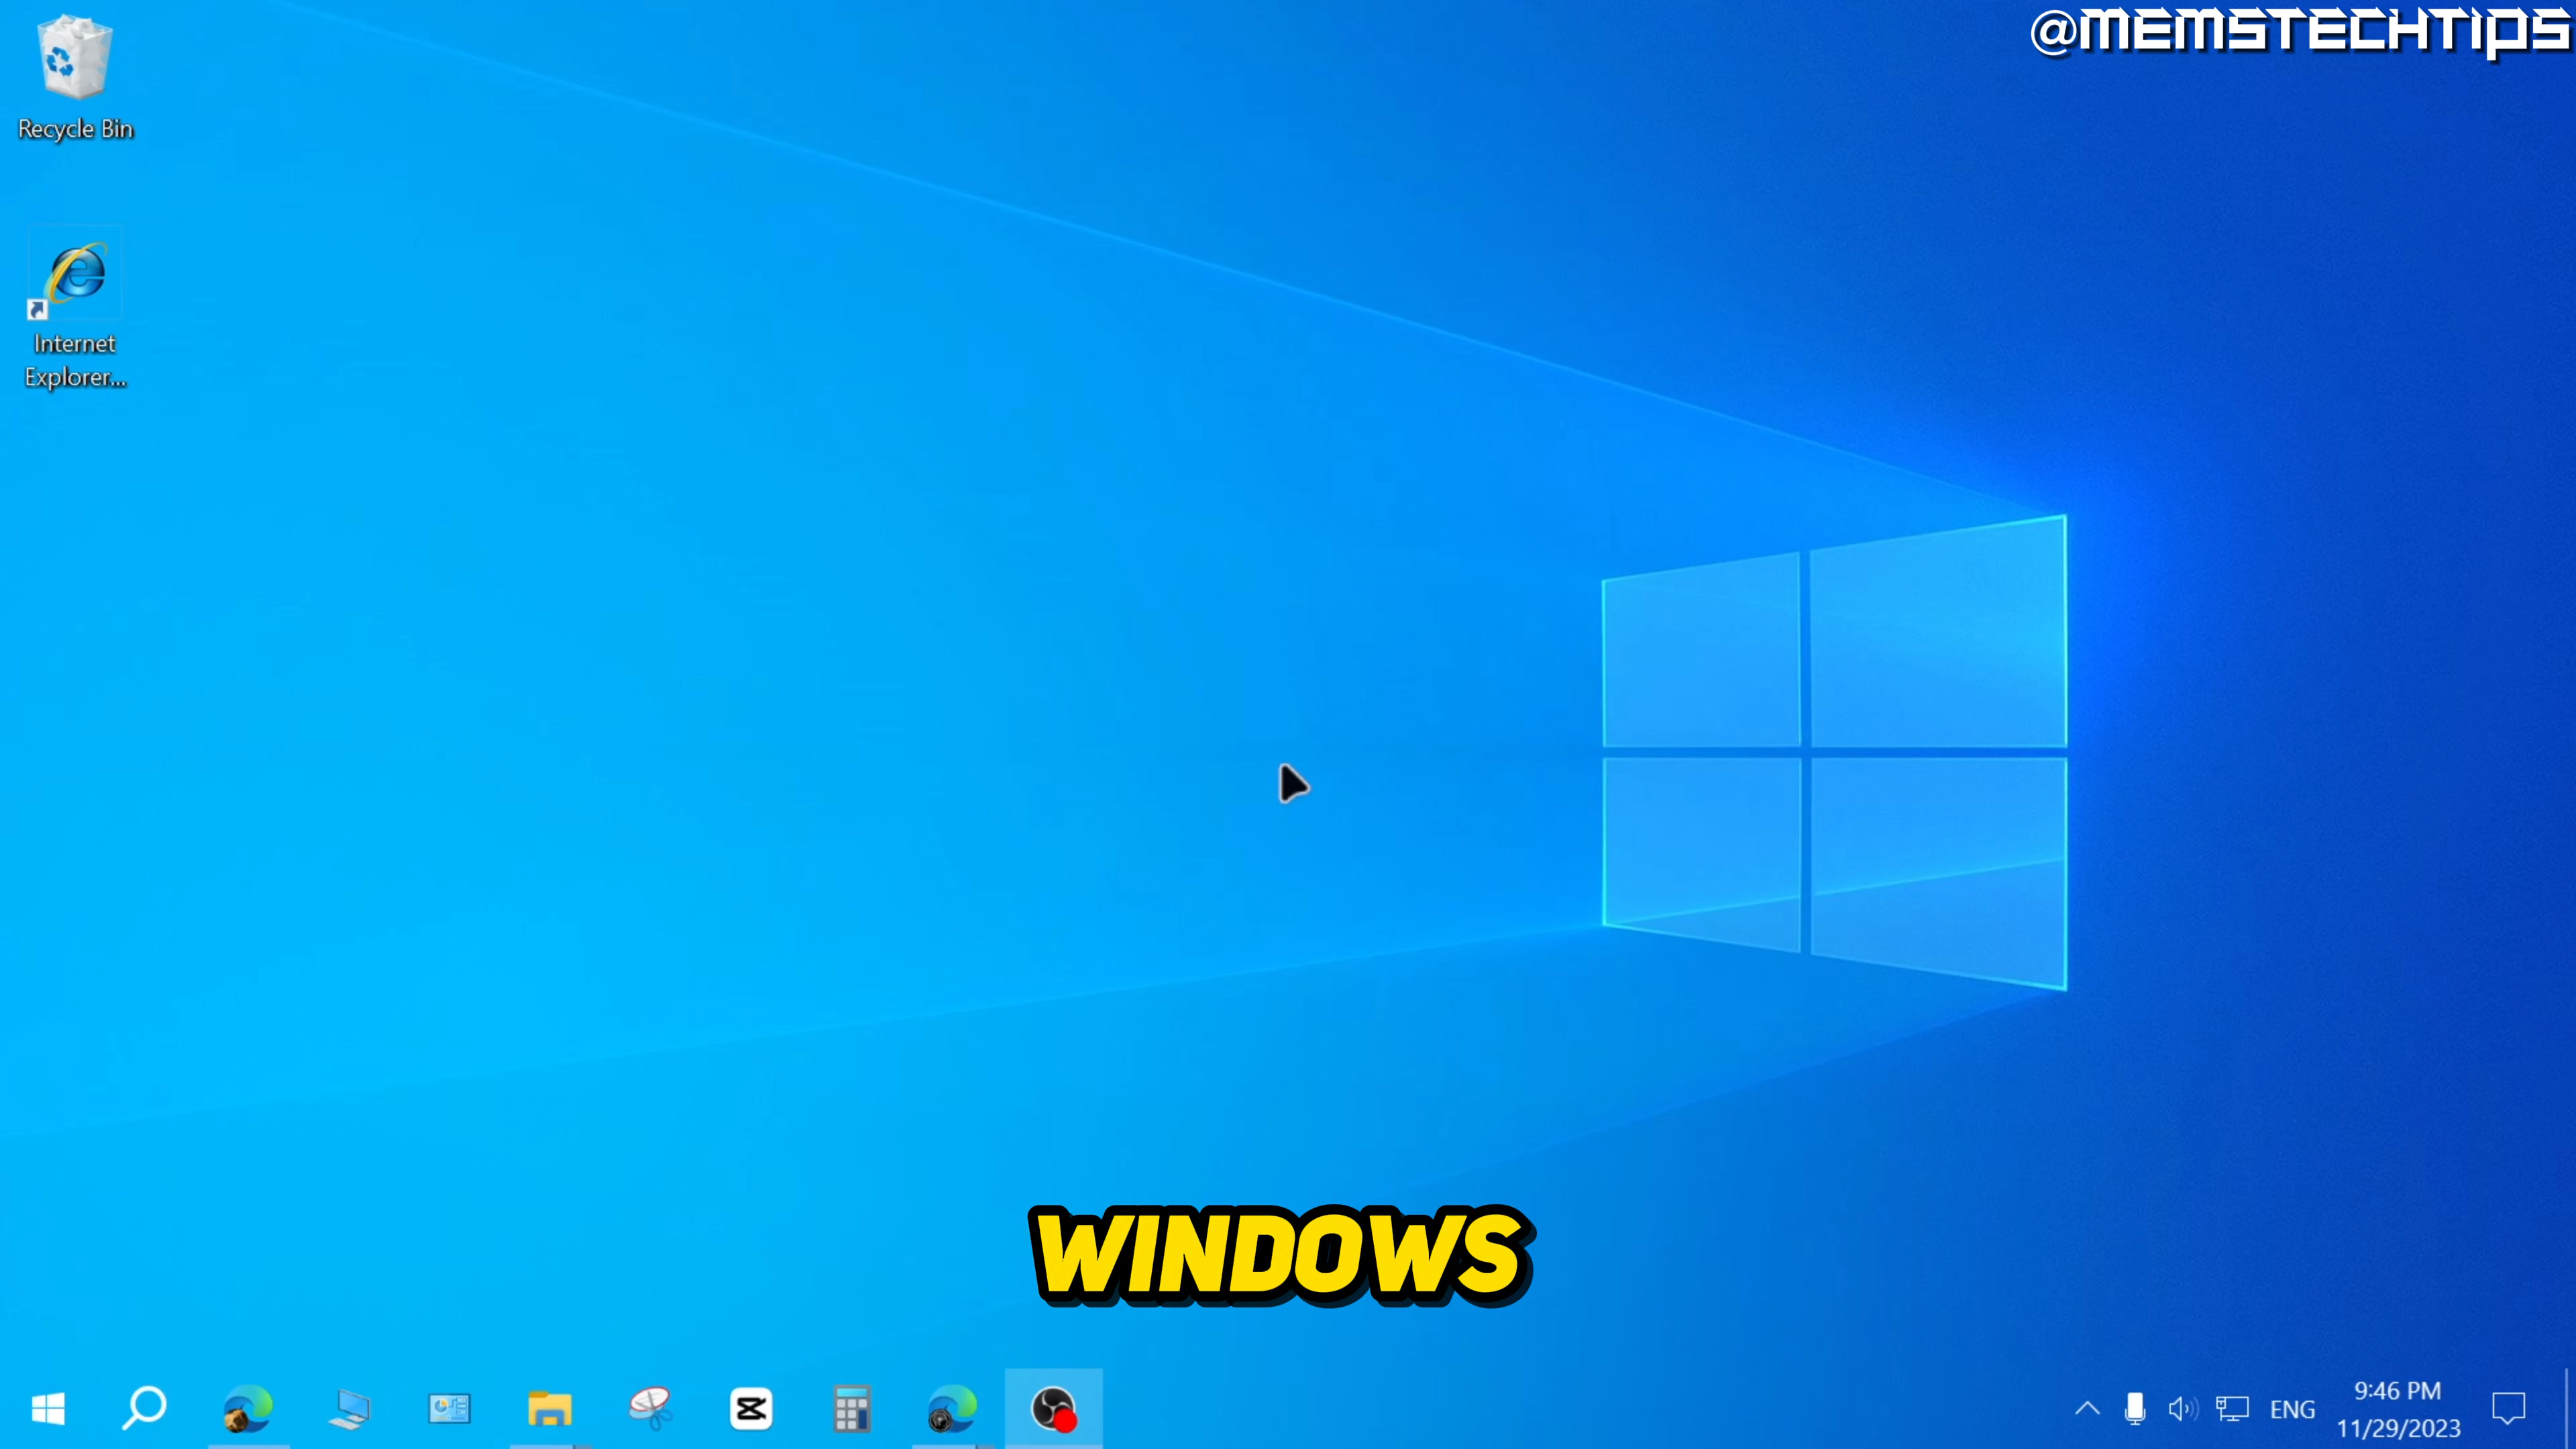 @MEMSTECHTIPS
Recycle Bin
Internet
Explorer...
WINDOWS
ENG
9:46 PM
11/29/2023